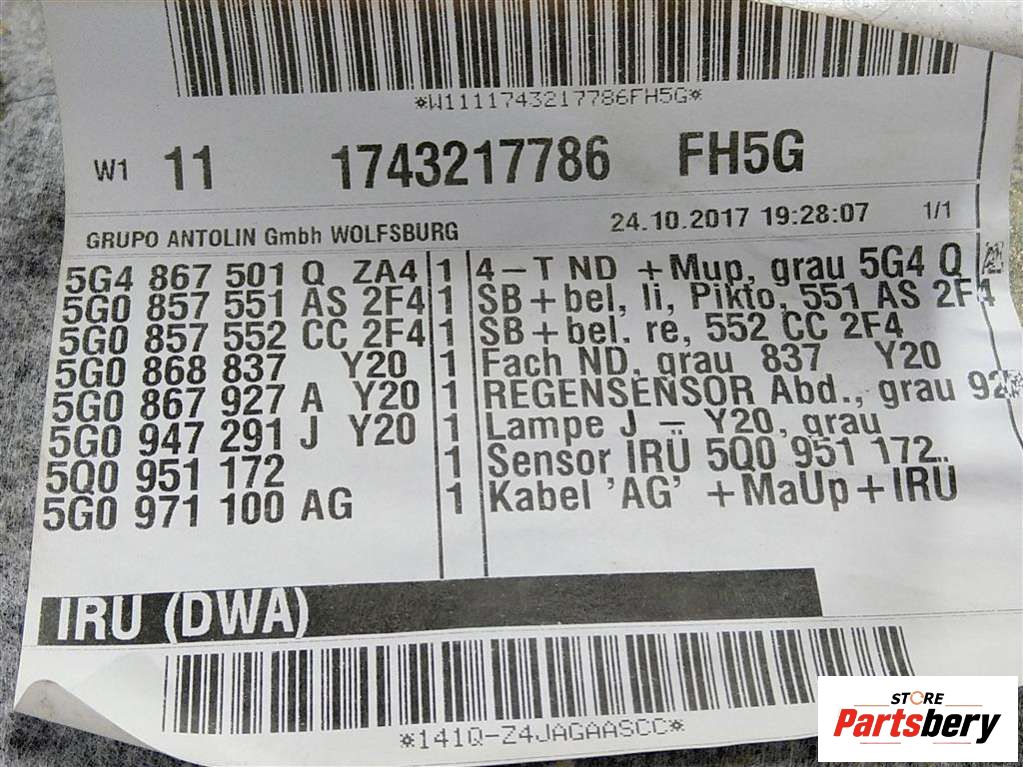 *W1111743217786FH5G*
W1 11 1743217786 FH5G
GRUPO ANTOLIN Gmbh WOLFSBURG 24.10.2017 19:28:07 1/1
5G4 867 501 Q ZA4 1 4-T ND +Mup, grau 5G4 Q
5G0 857 551 AS 2F4 1 SB+bel, li, Pikto, 551 AS 2F4
5G0 857 552 CC 2F4 1 SB+bel. re, 552 CC 2F4
5G0 868 837 Y20 1 Fach ND, grau 837 Y20
5G0 867 927 A Y20 1 REGENSENSOR Abd., grau
5G0 947 291 J Y20 1 Lampe J - Y20, grau
5Q0 951 172 1 Sensor IRÜ 5Q0 951 172..
5G0 971 100 AG 1 Kabel 'AG' +MaUp+IRÜ
IRU (DWA)
*141Q-Z4JAGAASCC*
STORE
Partsbery